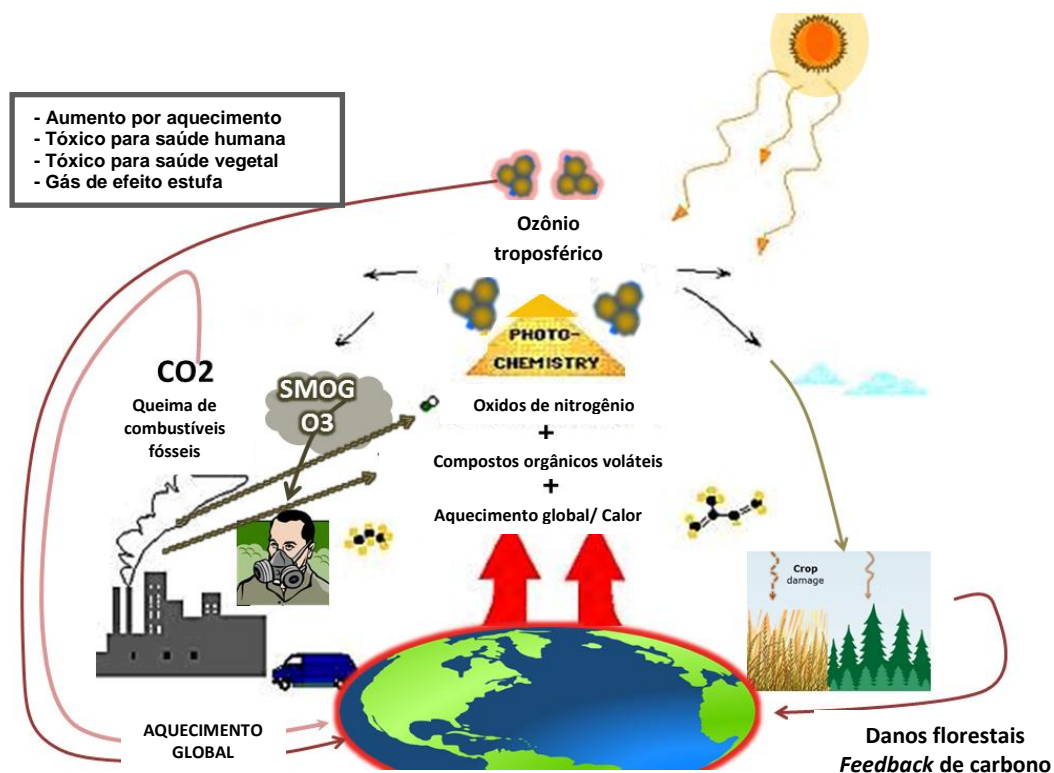 - Aumento por aquecimento
- Tóxico para saúde humana
- Tóxico para saúde vegetal
- Gás de efeito estufa
Ozônio
troposférico
PHOTO-
CHEMISTRY
CO2
Queima de
combustíveis
fósseis
SMOG
O3
Oxidos de nitrogênio
+
Compostos orgânicos voláteis
+
Aquecimento global/ Calor
Crop
damage
AQUECIMENTO
GLOBAL
Danos florestais
Feedback de carbono